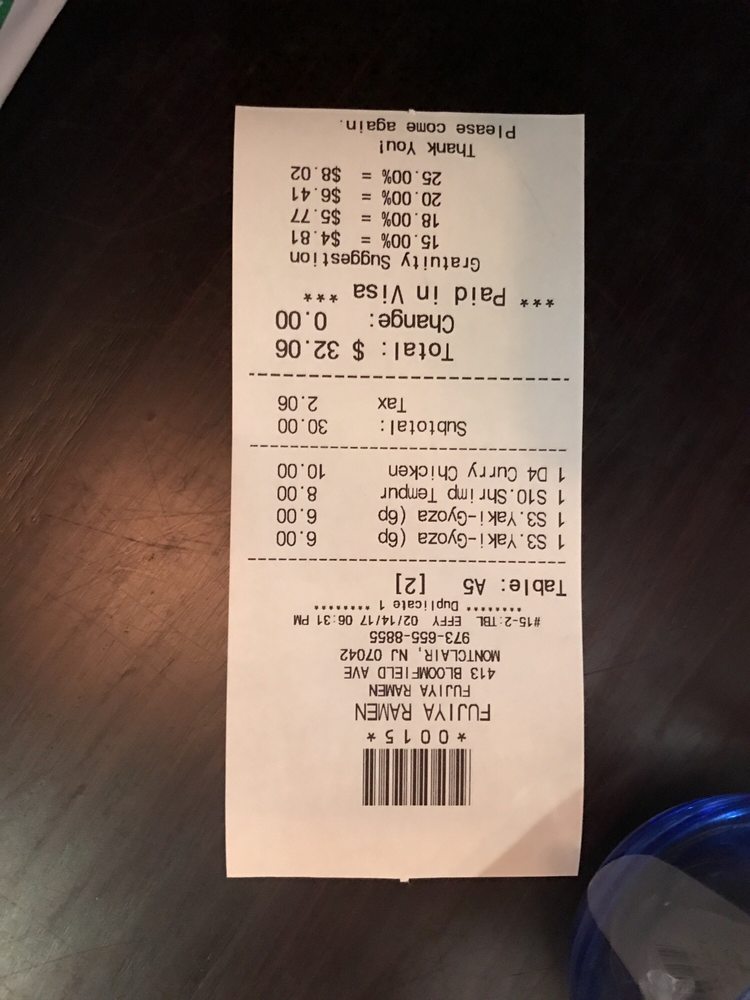 *0015*
FUJIYA RAMEN
FUJIYA RAMEN
413 BLOOMFIELD AVE
MONTCLAIR, NJ 07042
973-655-8855
#15-2:TBL EFFY 02/14/17 06:31 PM
******* Duplicate 1 *******
Table: A5 [2]
1 S3.Yaki-Gyoza (6p 6.00
1 S3.Yaki-Gyoza (6p 6.00
1 S10.Shrimp Tempur 8.00
1 D4 Curry Chicken 10.00
Subtotal: 30.00
Tax 2.06
Total: $ 32.06
Change: 0.00
*** Paid in Visa ***
Gratuity Suggestion
15.00% = $4.81
18.00% = $5.77
20.00% = $6.41
25.00% = $8.02
Thank You!
Please come again.